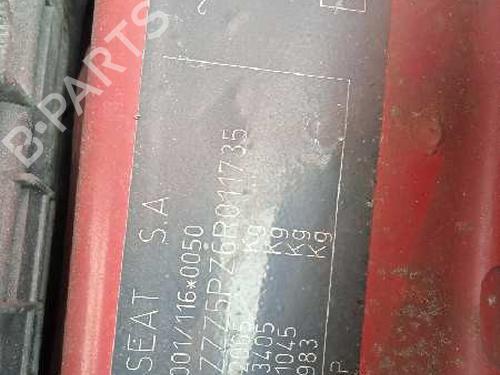 SEAT S.A
001/116*0050
ZZZ5PZ6R011735
Kg
3405 Kg
1045 Kg
983 Kg
P
B-PARTS